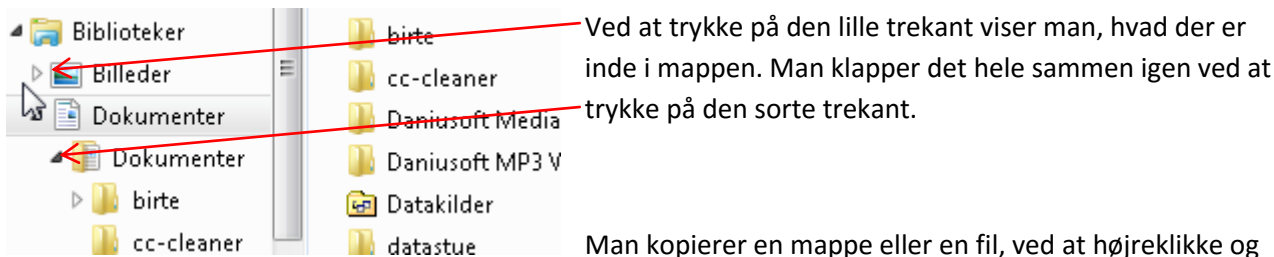 Biblioteker
Billeder
Dokumenter
Dokumenter
birte
cc-cleaner
birte
cc-cleaner
Daniusoft Media
Daniusoft MP3 V
Datakilder
datastue
Ved at trykke på den lille trekant viser man, hvad der er
inde i mappen. Man klapper det hele sammen igen ved at
trykke på den sorte trekant.
Man kopierer en mappe eller en fil, ved at højreklikke og